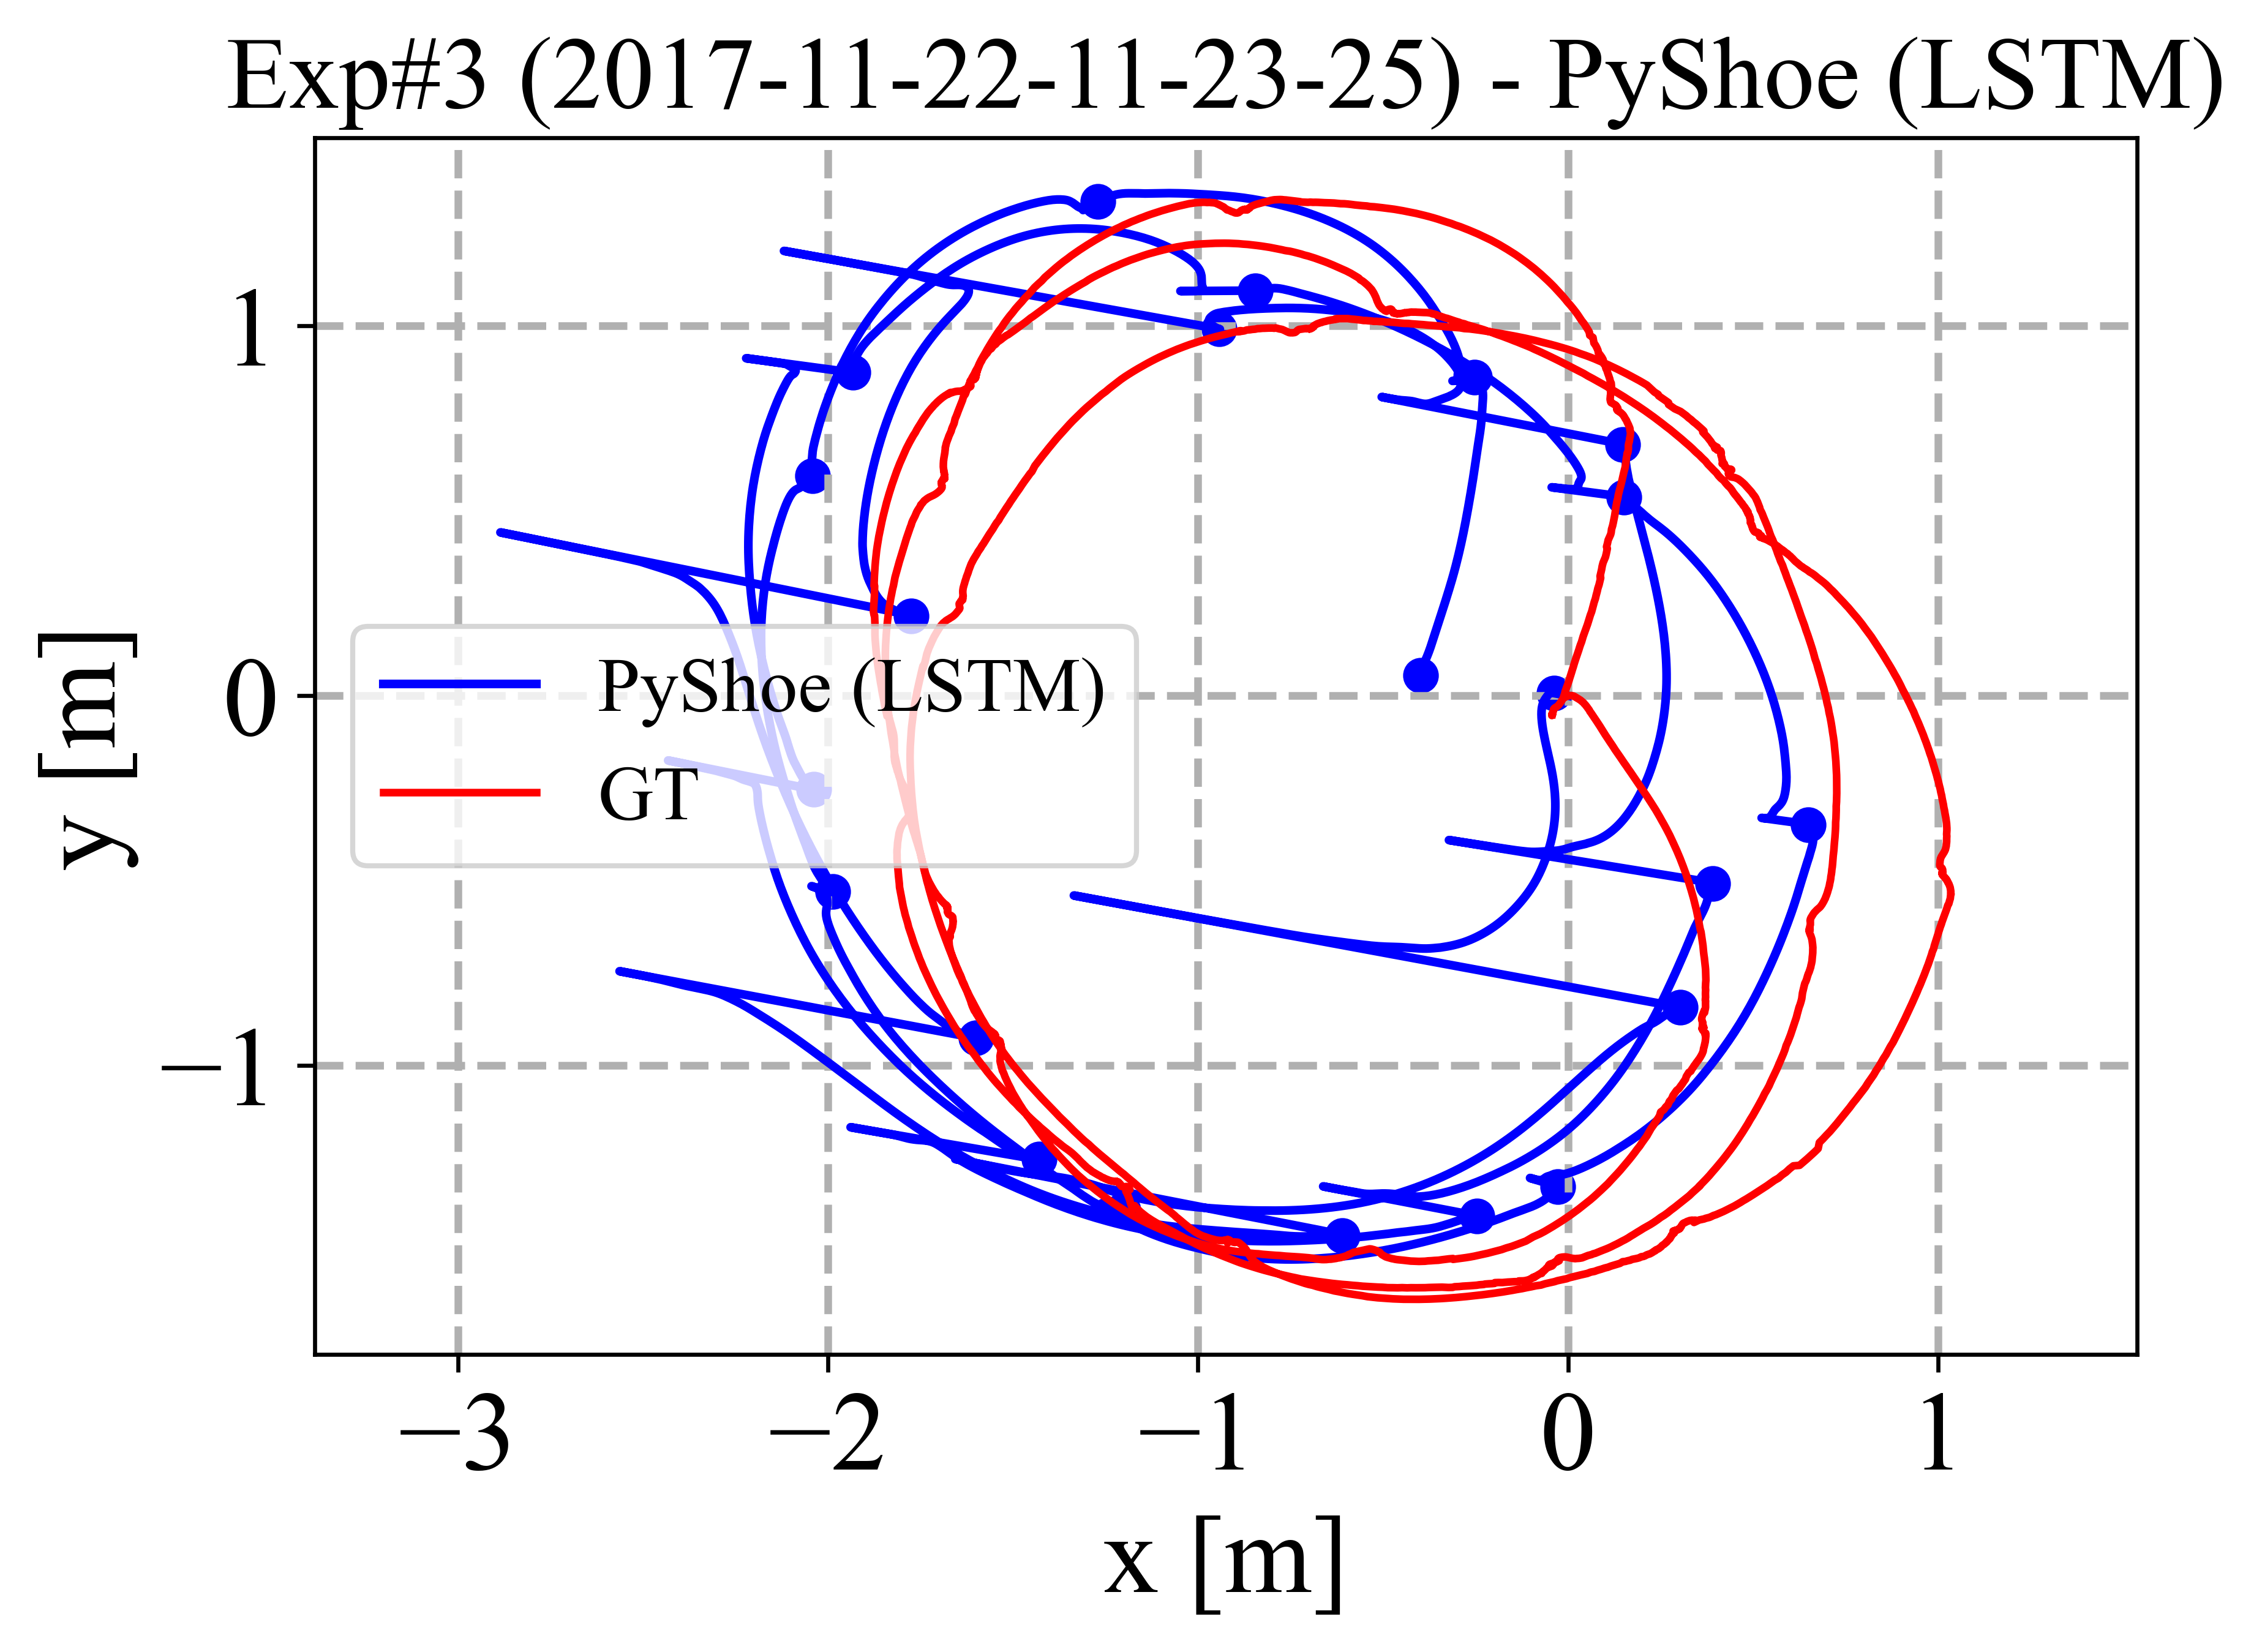 Exp#3 (2017-11-22-11-23-25) - PyShoe (LSTM)
1
0
−1
y [m]
PyShoe (LSTM)
GT
−3 −2 −1 0 1
x [m]